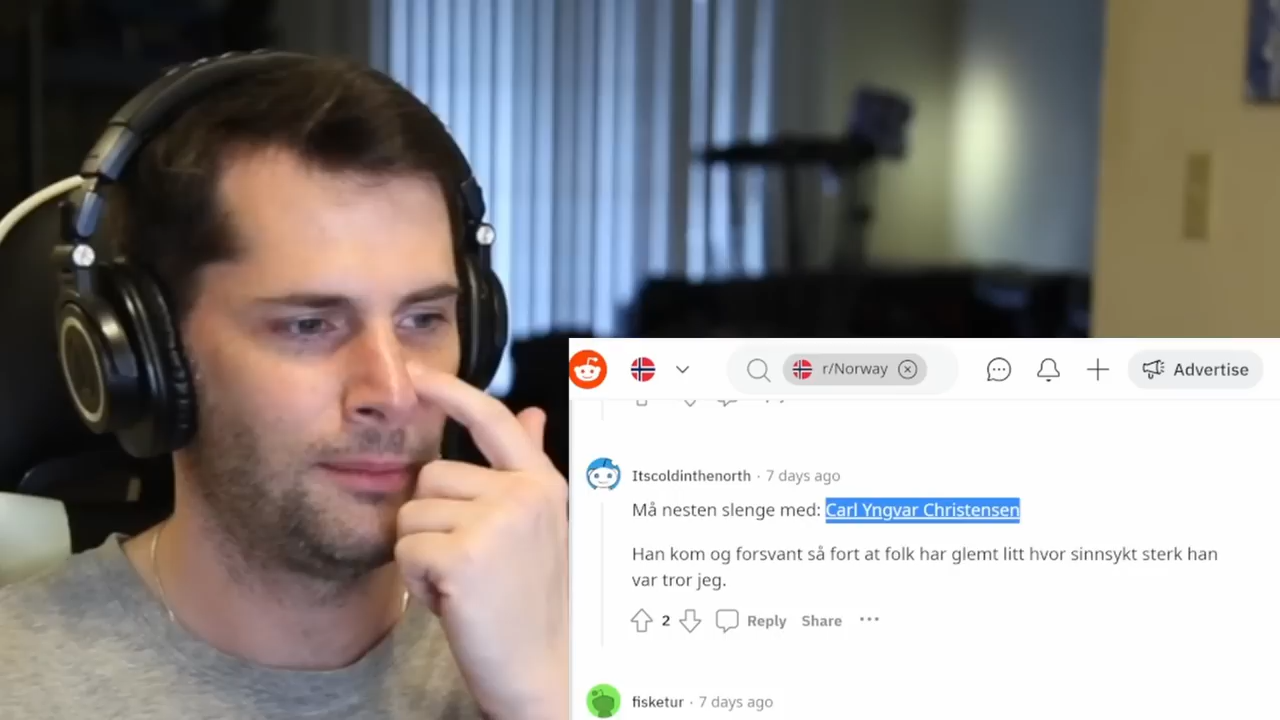 r/Norway
Advertise
Itscoldinthenorth · 7 days ago
Må nesten slenge med: Carl Yngvar Christensen
Han kom og forsvant så fort at folk har glemt litt hvor sinnsykt sterk han
var tror jeg.
2 Reply Share ···
fisketur · 7 days ago